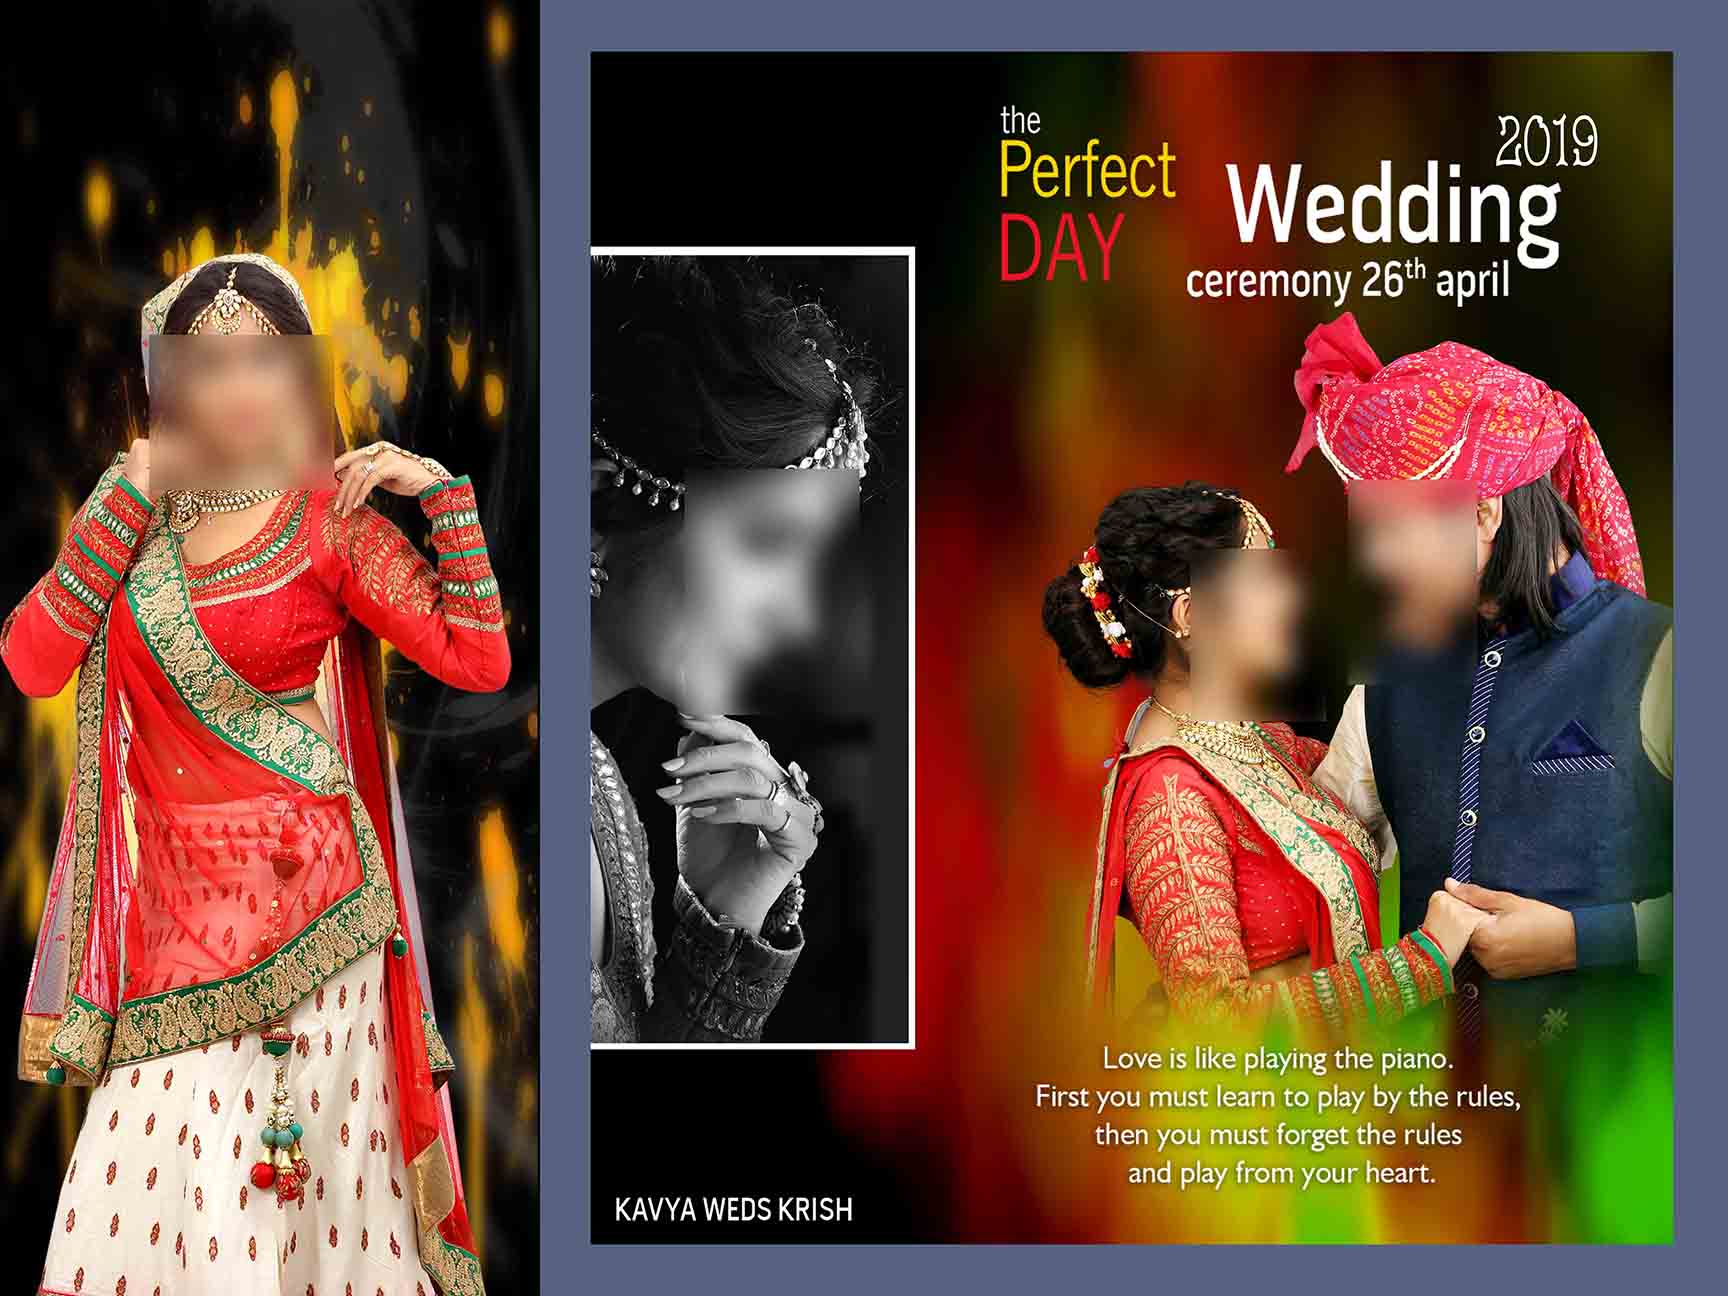 the
Perfect
DAY
2019
Wedding
ceremony 26th april
Love is like playing the piano.
First you must learn to play by the rules,
then you must forget the rules
and play from your heart.
KAVYA WEDS KRISH